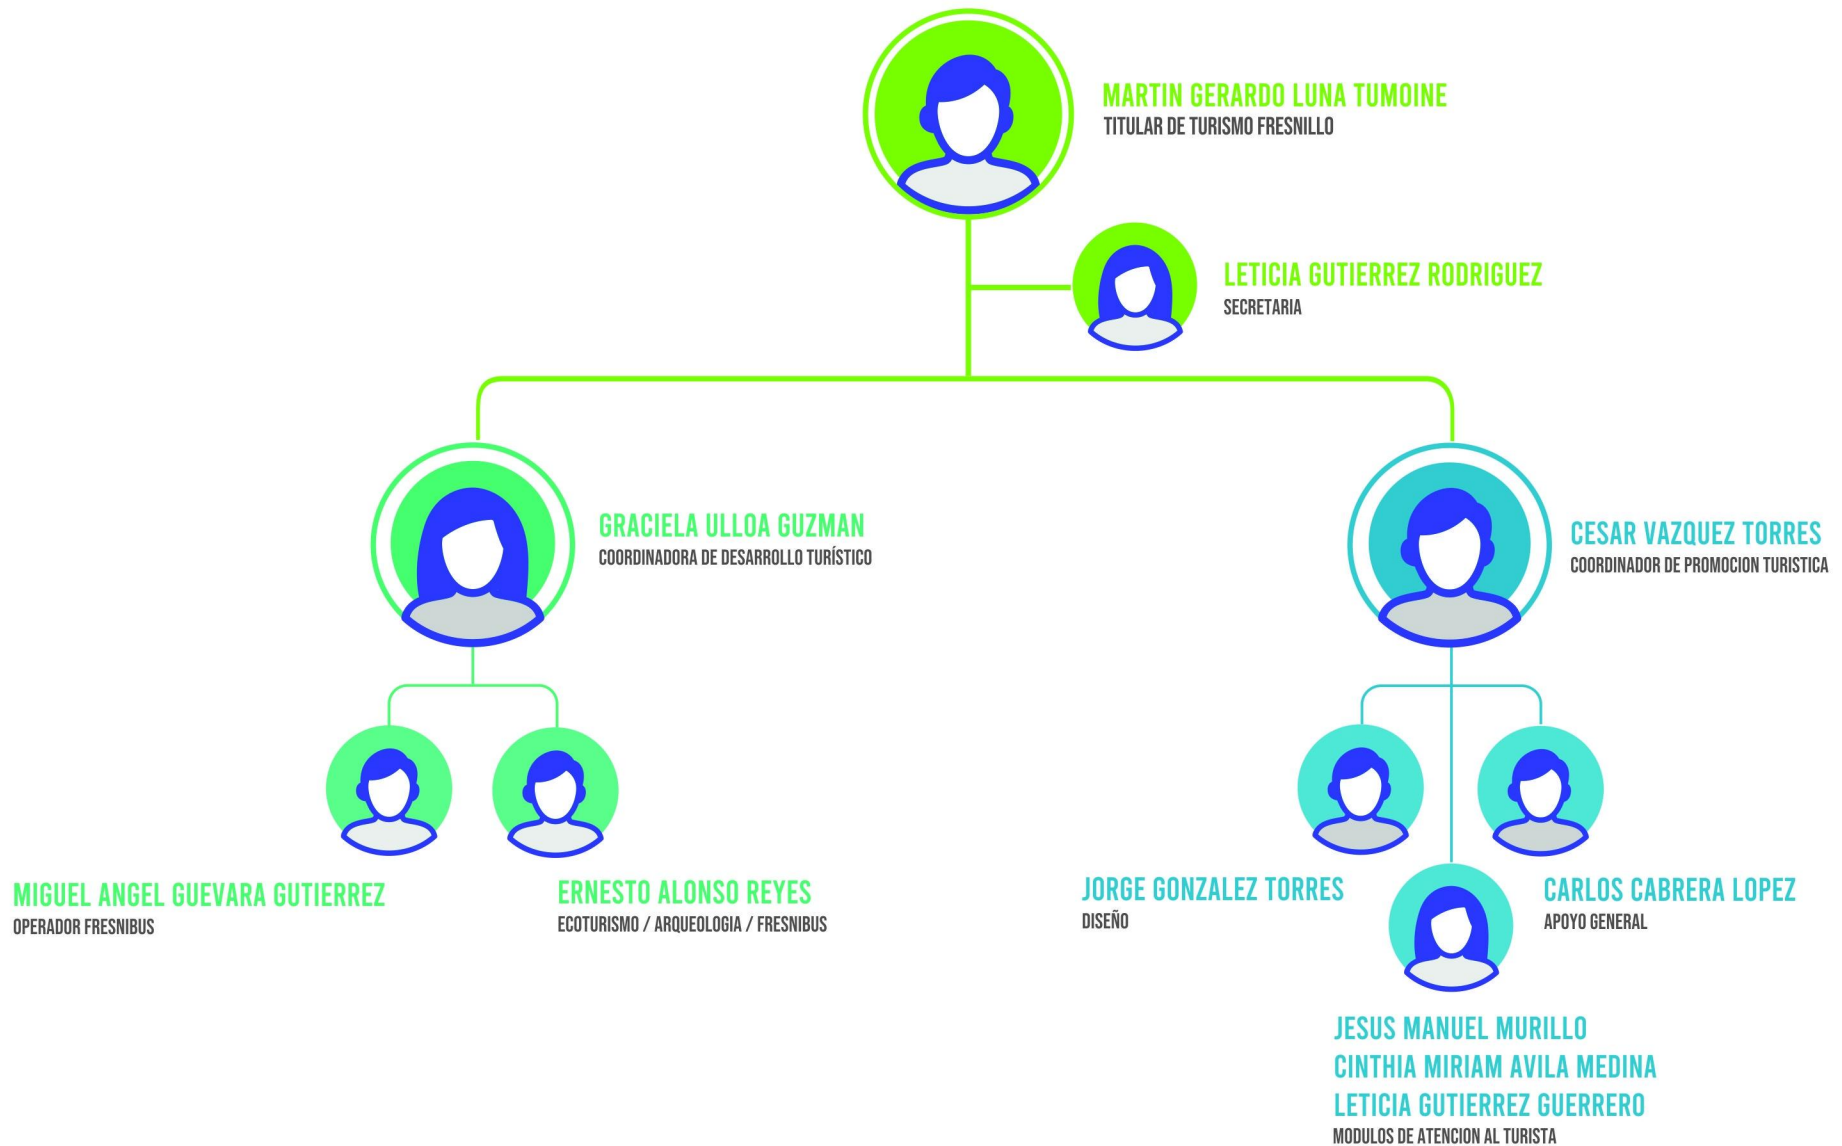 MARTIN GERARDO LUNA TUMOINE
TITULAR DE TURISMO FRESNILLO
LETICIA GUTIERREZ RODRIGUEZ
SECRETARIA
GRACIELA ULLOA GUZMAN
COORDINADORA DE DESARROLLO TURÍSTICO
CESAR VAZQUEZ TORRES
COORDINADOR DE PROMOCION TURISTICA
MIGUEL ANGEL GUEVARA GUTIERREZ
OPERADOR FRESNIBUS
ERNESTO ALONSO REYES
ECOTURISMO / ARQUEOLOGIA / FRESNIBUS
JORGE GONZALEZ TORRES
DISEÑO
CARLOS CABRERA LOPEZ
APOYO GENERAL
JESUS MANUEL MURILLO
CINTHIA MIRIAM AVILA MEDINA
LETICIA GUTIERREZ GUERRERO
MODULOS DE ATENCION AL TURISTA